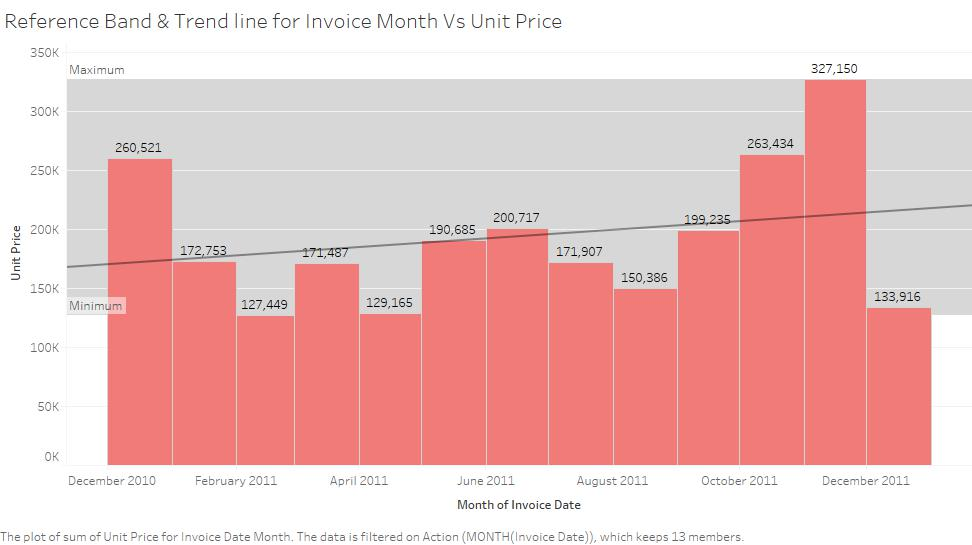 Reference Band & Trend line for Invoice Month Vs Unit Price
350K
Maximum
327,150
300K
263,434
260,521
250K
200,717
199,235
200K
190,685
172,753
171,487
171,907
150,386
150K
Minimum
127,449
129,165
133,916
100K
50K
0K
Unit Price
December 2010
February 2011
April 2011
June 2011
August 2011
October 2011
December 2011
Month of Invoice Date
The plot of sum of Unit Price for Invoice Date Month. The data is filtered on Action (MONTH(Invoice Date)), which keeps 13 members.